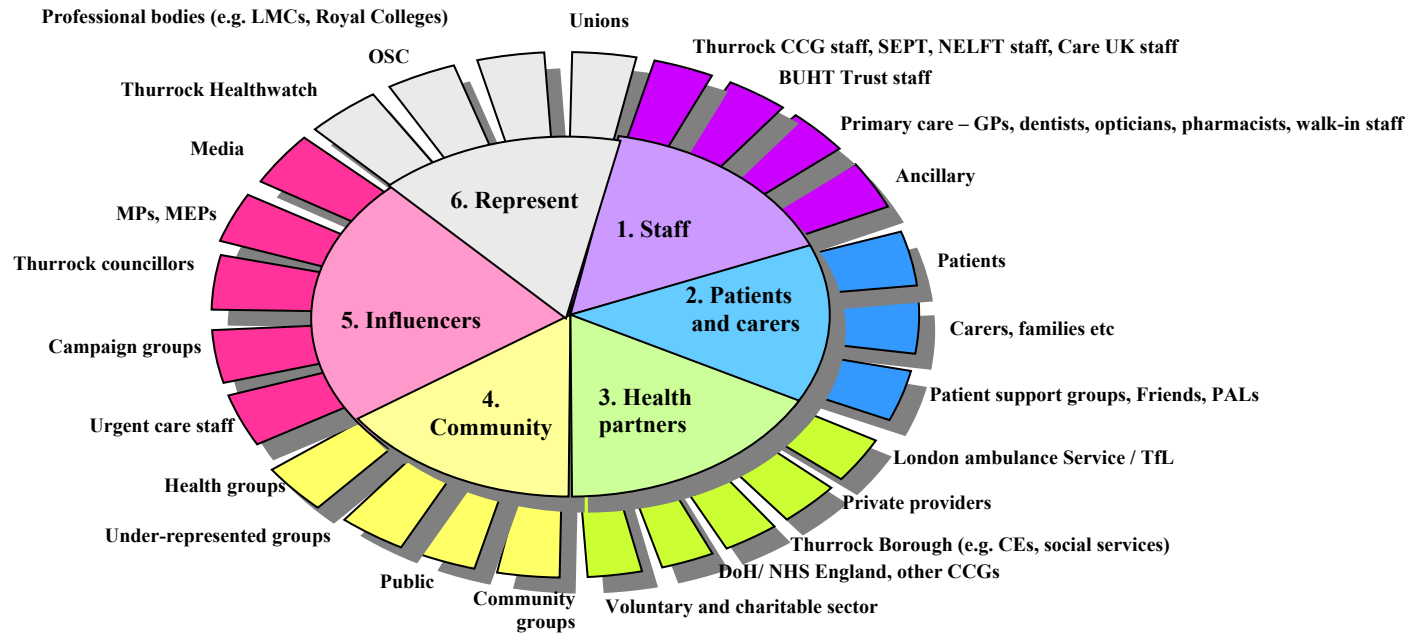 Professional bodies (e.g. LMCs, Royal Colleges)
Unions
OSC
Thurrock CCG staff, SEPT, NELFT staff, Care UK staff
BUHT Trust staff
Thurrock Healthwatch
Primary care – GPs, dentists, opticians, pharmacists, walk-in staff
Media
Ancillary
6. Represent
1. Staff
MPs, MEPs
Patients
Thurrock councillors
2. Patients
and carers
5. Influencers
Carers, families etc
Campaign groups
Patient support groups, Friends, PALs
4.
Community
3. Health
partners
Urgent care staff
London ambulance Service / TfL
Health groups
Private providers
Under-represented groups
Thurrock Borough (e.g. CEs, social services)
DoH/ NHS England, other CCGs
Public
Community
groups
Voluntary and charitable sector